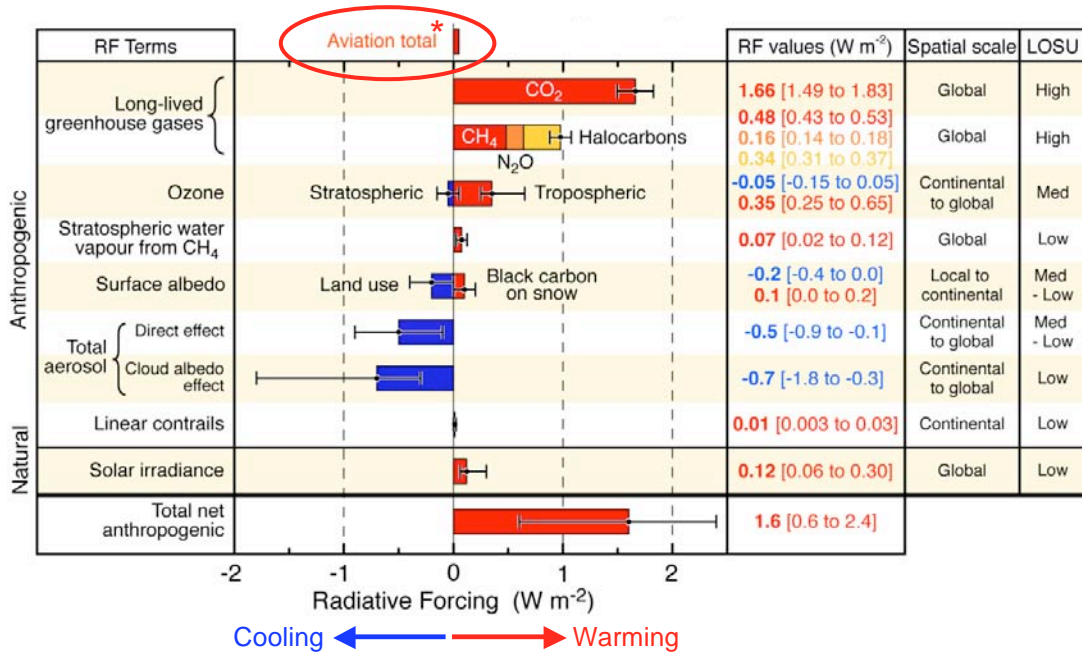 RF Terms
Aviation total*
RF values (W m-2)
Spatial scale
LOSU
Anthropogenic
Long-lived
greenhouse gases
CO2
1.66 [1.49 to 1.83]
Global
High
CH4
N2O
Halocarbons
0.48 [0.43 to 0.53]
0.16 [0.14 to 0.18]
0.34 [0.31 to 0.37]
Global
High
Ozone
Stratospheric
Tropospheric
-0.05 [-0.15 to 0.05]
0.35 [0.25 to 0.65]
Continental
to global
Med
Stratospheric water
vapour from CH4
0.07 [0.02 to 0.12]
Global
Low
Surface albedo
Land use
Black carbon
on snow
-0.2 [-0.4 to 0.0]
0.1 [0.0 to 0.2]
Local to
continental
Med
- Low
Total
aerosol
Direct effect
-0.5 [-0.9 to -0.1]
Continental
to global
Med
- Low
Cloud albedo
effect
-0.7 [-1.8 to -0.3]
Continental
to global
Low
Linear contrails
0.01 [0.003 to 0.03]
Continental
Low
Natural
Solar irradiance
0.12 [0.06 to 0.30]
Global
Low
Total net
anthropogenic
1.6 [0.6 to 2.4]
-2
-1
0
1
2
Radiative Forcing (W m-2)
Cooling
Warming